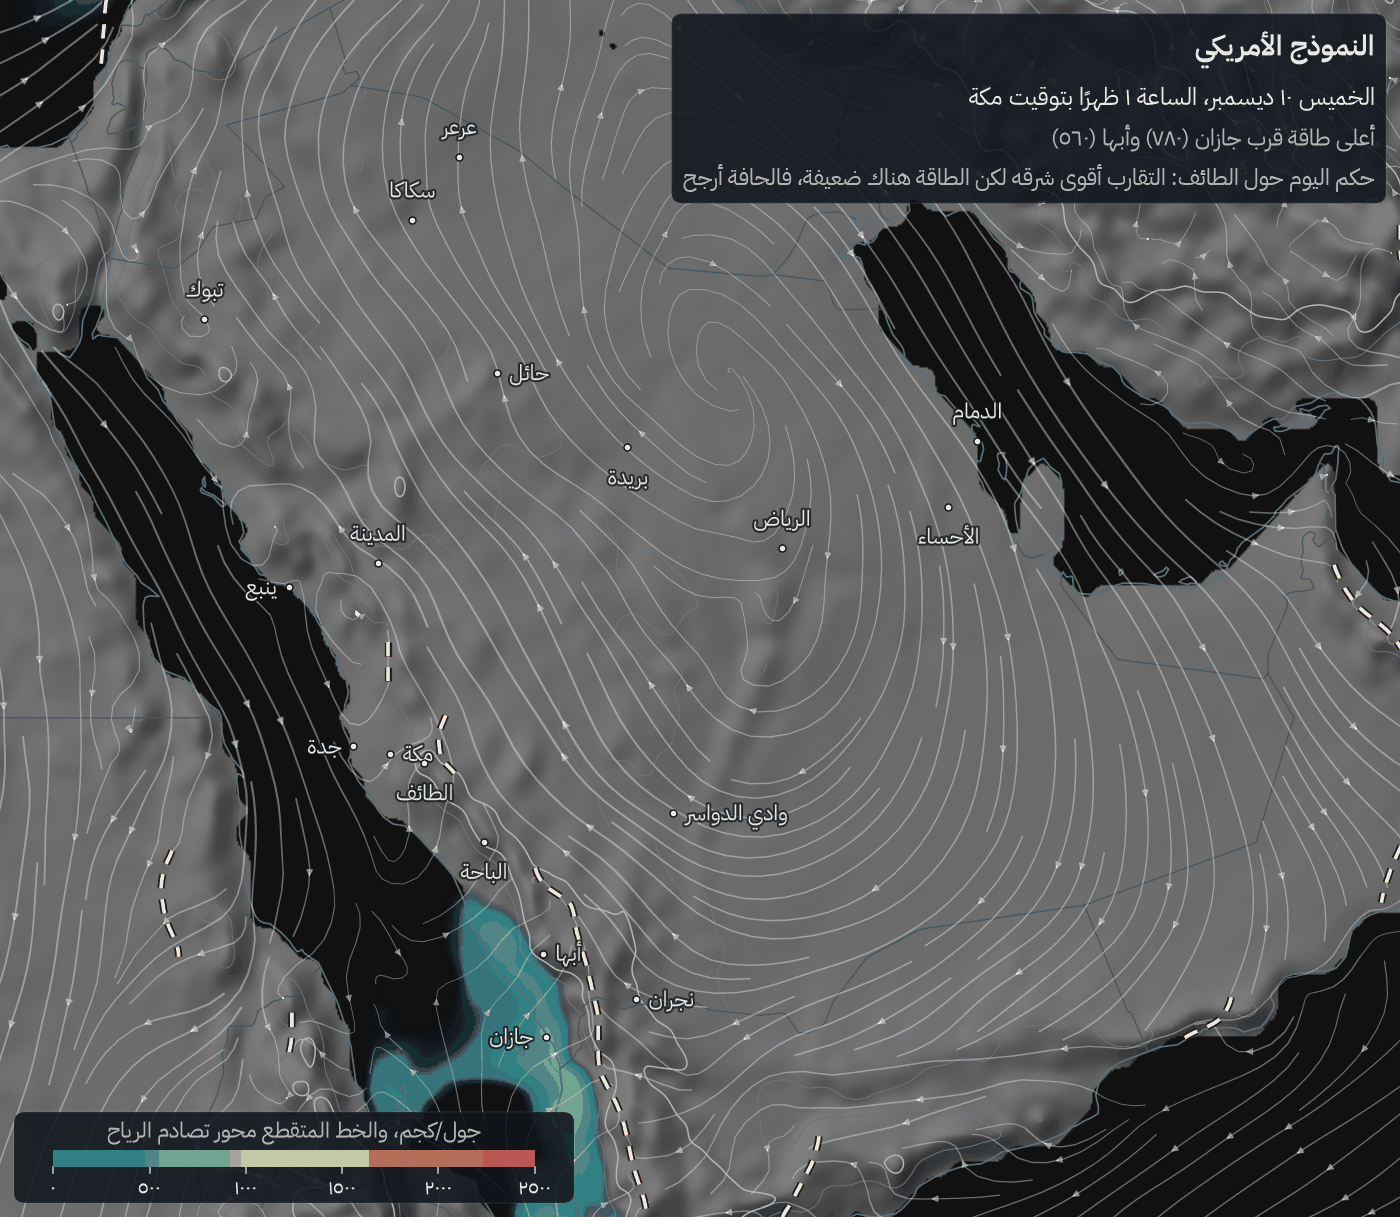 النموذج الأمريكي
الخميس ١٠ ديسمبر، الساعة ١ ظهرًا بتوقيت مكة
أعلى طاقة قرب جازان (٧٨٠) وأبها (٥٦٠)
حكم اليوم حول الطائف: التقارب أقوى شرقه لكن الطاقة هناك ضعيفة، فالحافة أرجح
عرعر
سكاكا
تبوك
حائل
الدمام
بريدة
الرياض
الأحساء
المدينة
ينبع
جدة
مكة
الطائف
وادي الدواسر
الباحة
أبها
نجران
جازان
جول/كجم، والخط المتقطع محور تصادم الرياح
٠ ٥٠٠ ١٠٠٠ ١٥٠٠ ٢٠٠٠ ٢٥٠٠